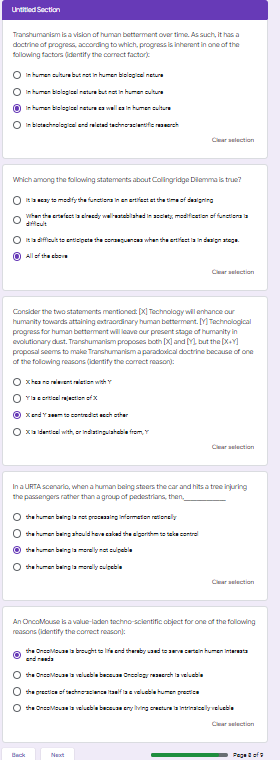 Untitled Section
Transhumanism is a vision of human betterment over time. As such, it has a
doctrine of progress, according to which, progress is inherent in one of the
following factors (identify the correct factor):
In human culture but not in human biological nature
In human biological nature but not in human culture
In human biological nature as well as in human culture
In biotechnological and related technoscientific research
Clear selection
Which among the following statements about Collingridge Dilemma is true?
It is easy to modify the functions in an artifact at the time of designing
When the artefact is already wellestablished in society, modification of functions is
difficult
It is difficult to anticipate the consequences when the artifact is in design stage.
All of the above
Clear selection
Consider the two statements mentioned: [X] Technology will enhance our
humanity towards attaining extraordinary human betterment. [Y] Technological
progress for human betterment will leave our present stage of humanity in
evolutionary dust. Transhumanism proposes both [X] and [Y], but the [X+Y]
proposal seems to make Transhumanism a paradoxical doctrine because of one
of the following reasons (identify the correct reason):
X has no relevant relation with Y
Y is a critical rejection of X
X and Y seem to contradict each other
X is identical with, or indistinguishable from, Y
Clear selection
In a URTA scenario, when a human being steers the car and hits a tree injuring
the passengers rather than a group of pedestrians, then,____________
the human being is not processing information rationally
the human being should have asked the algorithm to take control
the human being is morally not culpable
the human being is morally culpable
Clear selection
An OncoMouse is a value-laden techno-scientific object for one of the following
reasons (identify the correct reason):
the OncoMouse is brought to life and thereby used to serve certain human interests
and needs
the OncoMouse is valuable because Oncology research is valuable
the practice of technoscience itself is a valuable human practice
the OncoMouse is valuable because any living creature is intrinsically valuable
Clear selection
Back
Next
Page 8 of 9